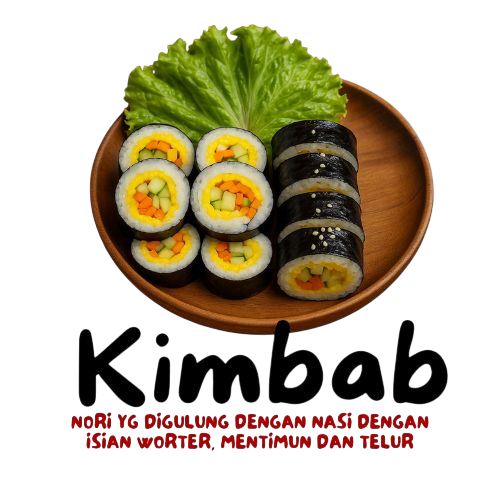 Kimbab
NORI YG DIGULUNG DENGAN NASI DENGAN
ISIAN WORTER, MENTIMUN DAN TELUR